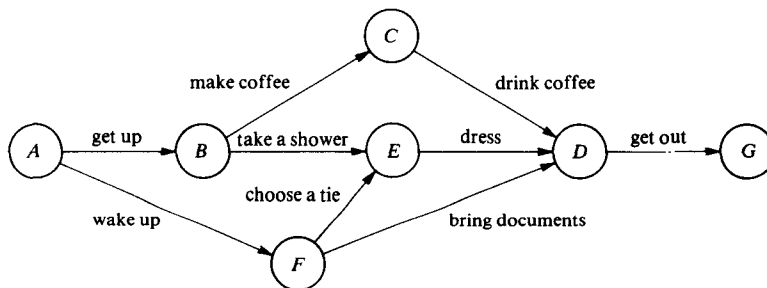 C
make coffee
drink coffee
A
get up
B
take a shower
E
dress
D
get out
G
choose a tie
wake up
bring documents
F